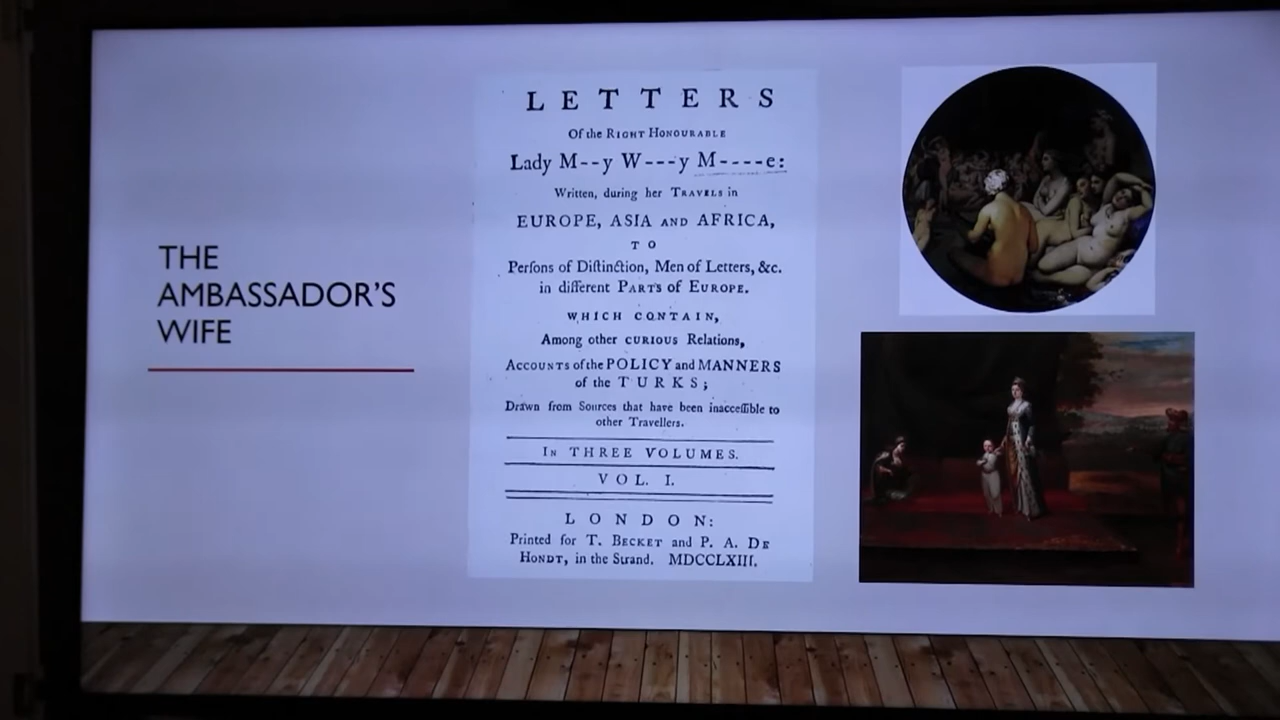 THE
AMBASSADOR'S
WIFE
LETTERS
Of the RIGHT HONOURABLE
Lady M--y W---y M----e:
Written, during her TRAVELS in
EUROPE, ASIA AND AFRICA,
TO
Perſons of Diſtinction, Men of Letters, &c.
in different PARTS of EUROPE.
WHICH CONTAIN,
Among other CURIOUS Relations,
ACCOUNTS of the POLICY and MANNERS
of the TURKS;
Drawn from Sources that have been inacceſſible to
other Travellers.
IN THREE VOLUMES.
VOL. I.
LONDON:
Printed for T. BECKET and P. A. DE
HONDT, in the Strand. MDCCLXIII.